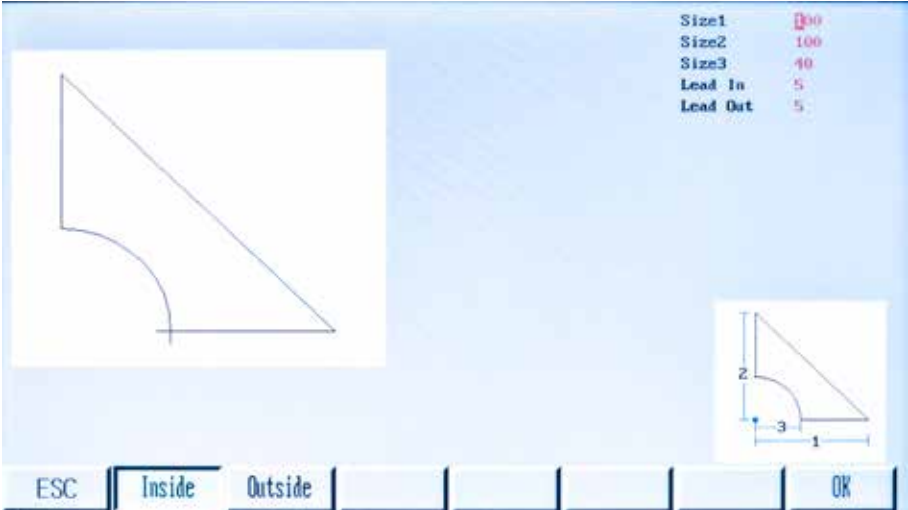 Size1 100
Size2 100
Size3 40
Lead In 5
Lead Out 5
2
3
1
ESC Inside Outside OK